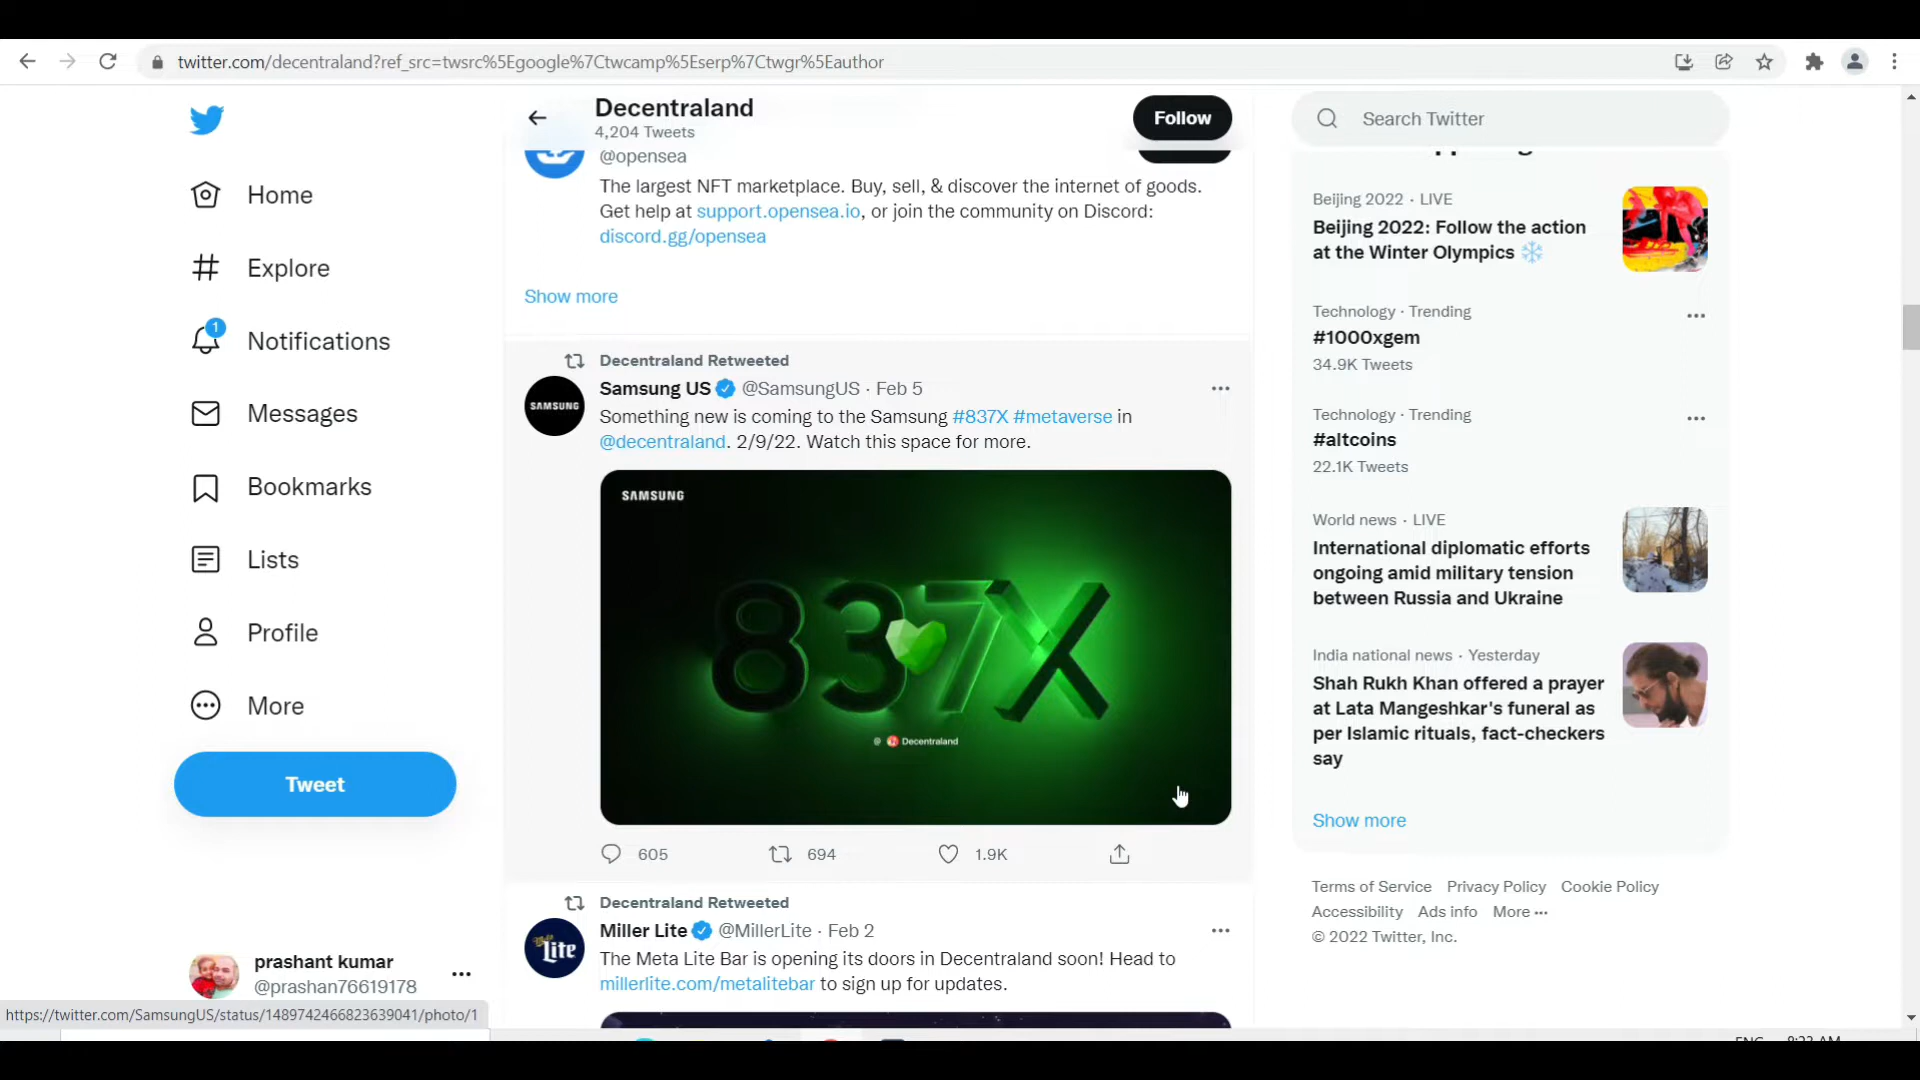 twitter.com/decentraland?ref_src=twsrc%5Egoogle%7Ctwcamp%5Eserp%7Ctwgr%5Eauthor
Home
Explore
1
Notifications
Messages
Bookmarks
Lists
Profile
More
Tweet
prashant kumar
@prashan76619178
https://twitter.com/SamsungUS/status/1489742466823639041/photo/1
Decentraland
4,204 Tweets
Follow
@opensea
The largest NFT marketplace. Buy, sell, & discover the internet of goods.
Get help at support.opensea.io, or join the community on Discord:
discord.gg/opensea
Show more
Decentraland Retweeted
SAMSUNG
Samsung US @SamsungUS · Feb 5
Something new is coming to the Samsung #837X #metaverse in
@decentraland. 2/9/22. Watch this space for more.
SAMSUNG
837X
@ Decentraland
605 694 1.9K
Decentraland Retweeted
Lite
Miller Lite @MillerLite · Feb 2
The Meta Lite Bar is opening its doors in Decentraland soon! Head to
millerlite.com/metalitebar to sign up for updates.
Search Twitter
Beijing 2022 · LIVE
Beijing 2022: Follow the action
at the Winter Olympics
Technology · Trending
#1000xgem
34.9K Tweets
Technology · Trending
#altcoins
22.1K Tweets
World news · LIVE
International diplomatic efforts
ongoing amid military tension
between Russia and Ukraine
India national news · Yesterday
Shah Rukh Khan offered a prayer
at Lata Mangeshkar's funeral as
per Islamic rituals, fact-checkers
say
Show more
Terms of Service Privacy Policy Cookie Policy
Accessibility Ads info More ···
© 2022 Twitter, Inc.